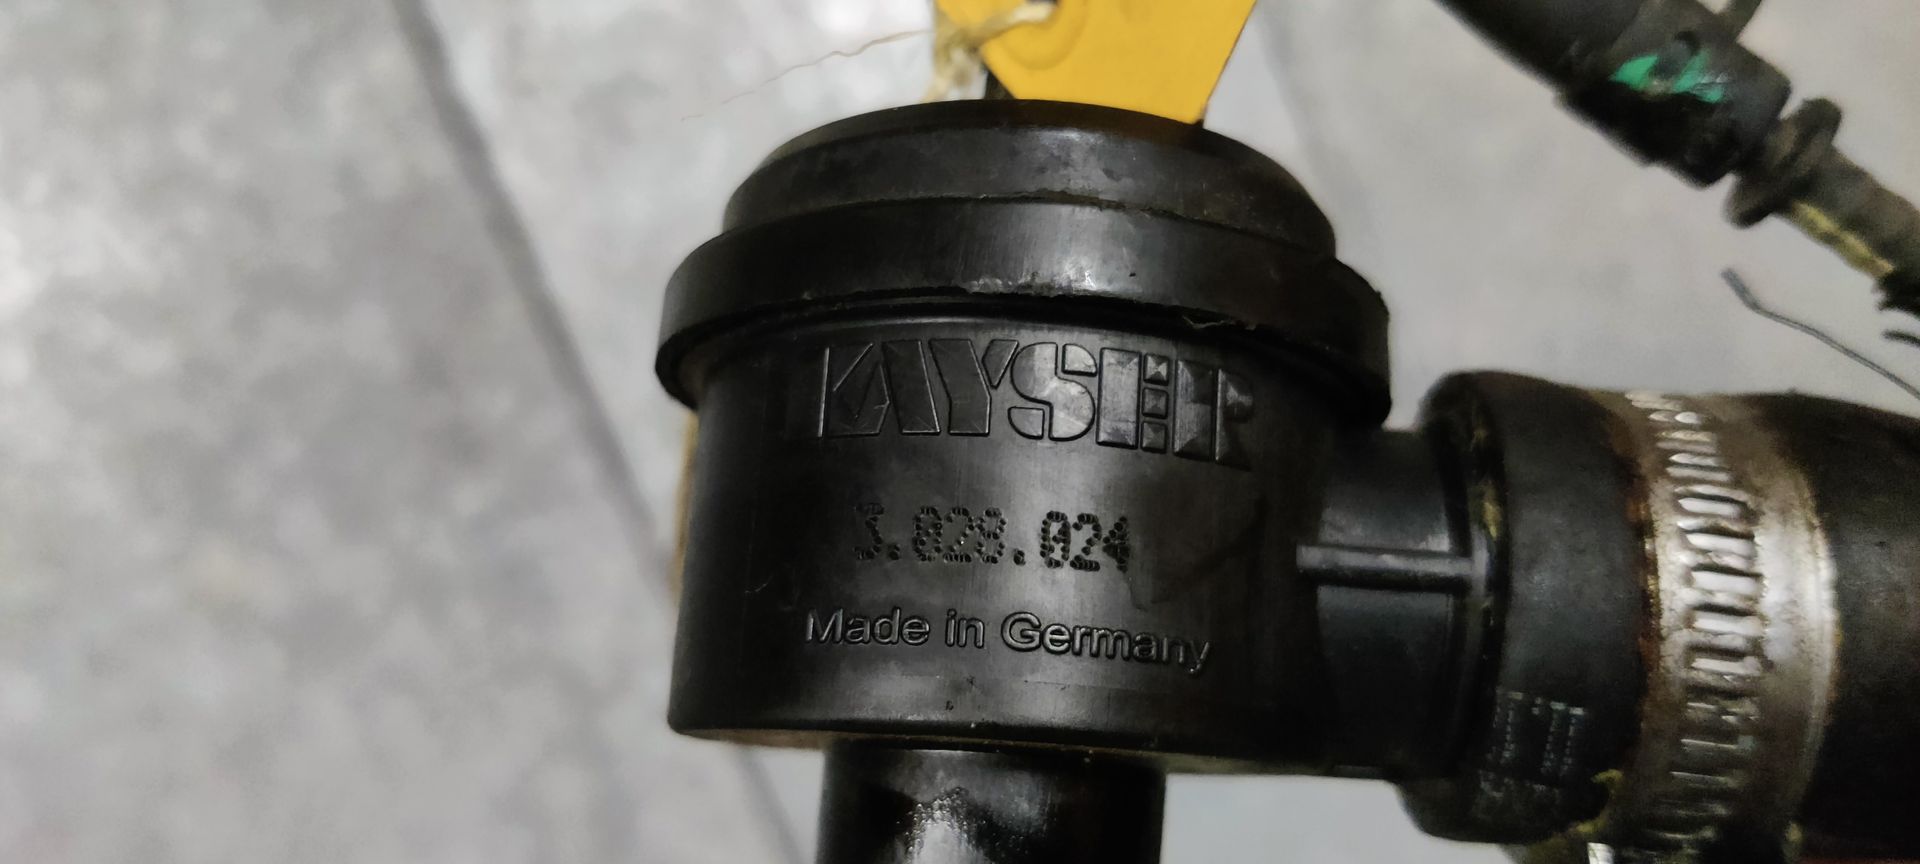 KAYSER
3.028.024
Made in Germany